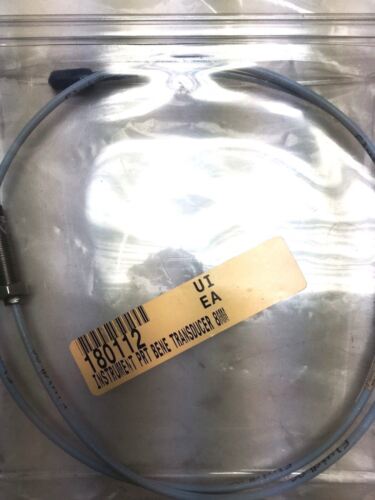 UI
EA
180112
INSTRUMENT PRT BENE TRANSDUCER 8MM